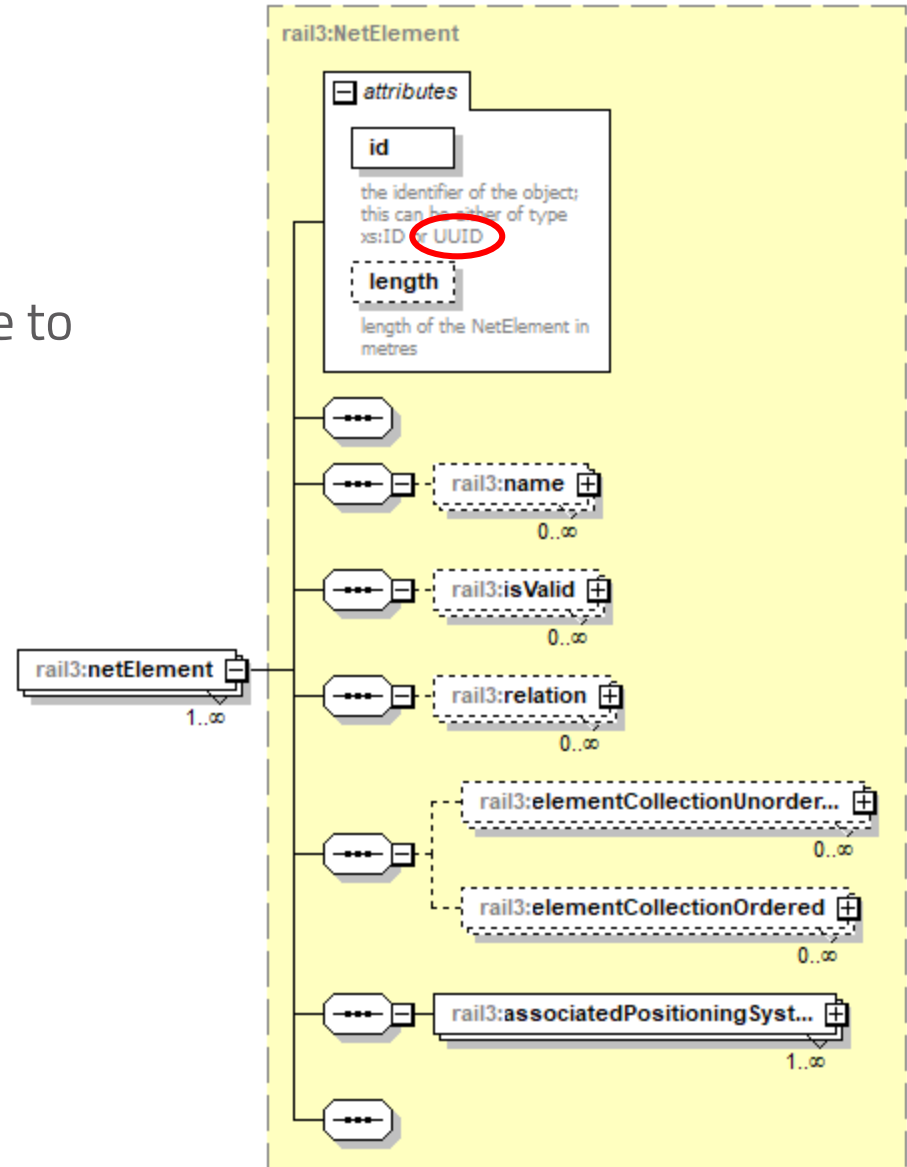 rail3:NetElement
attributes
id
the identifier of the object;
this can be either of type
xs:ID or UUID
length
length of the NetElement in
metres
e to
rail3:name
0..∞
rail3:isValid
0..∞
rail3:netElement
1..∞
rail3:relation
0..∞
rail3:elementCollectionUnorder...
0..∞
rail3:elementCollectionOrdered
0..∞
rail3:associatedPositioningSyst...
1..∞